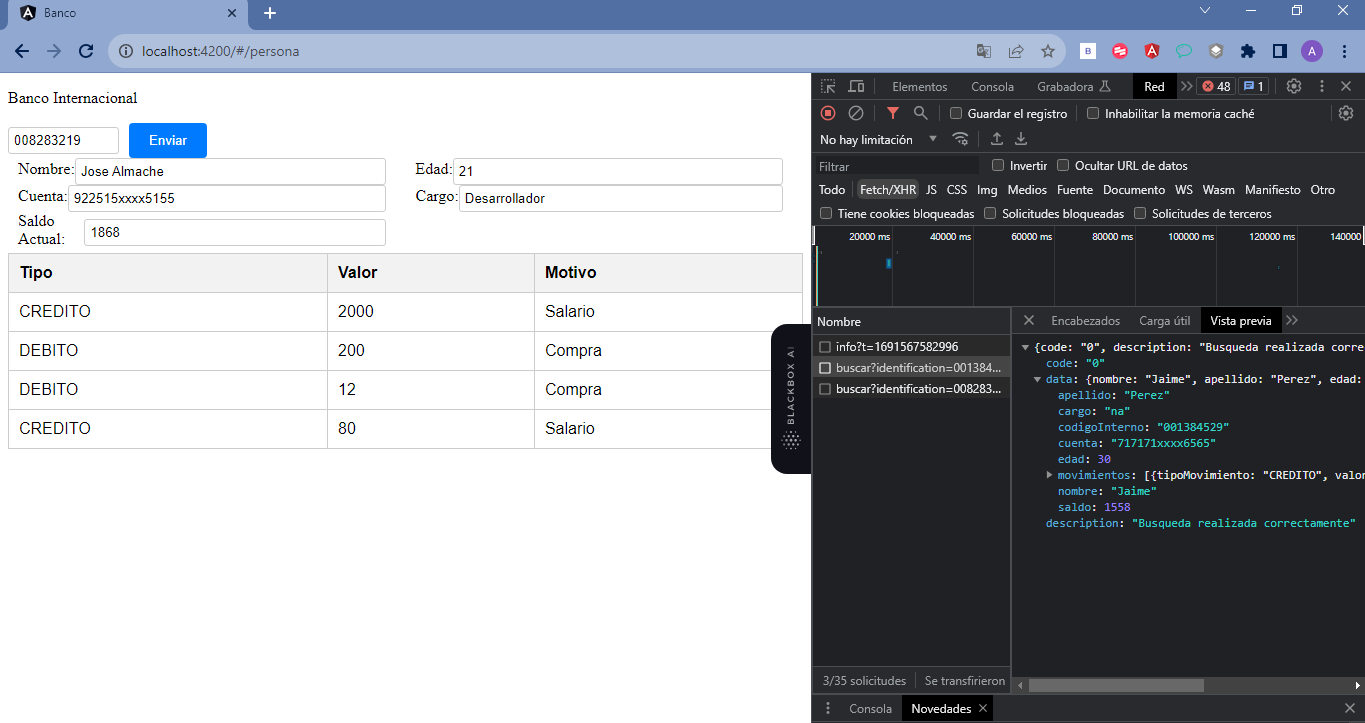 Banco
localhost:4200/#/persona
B
A
Banco Internacional
008283219 Enviar
Nombre: Jose Almache Edad: 21
Cuenta: 922515xxxx5155 Cargo: Desarrollador
Saldo Actual: 1868
Tipo Valor Motivo
CREDITO 2000 Salario
DEBITO 200 Compra
DEBITO 12 Compra
CREDITO 80 Salario
BLACKBOX AI
Elementos Consola Grabadora Red 48 1
Guardar el registro Inhabilitar la memoria caché
No hay limitación
Filtrar Invertir Ocultar URL de datos
Todo Fetch/XHR JS CSS Img Medios Fuente Documento WS Wasm Manifiesto Otro
Tiene cookies bloqueadas Solicitudes bloqueadas Solicitudes de terceros
20000 ms 40000 ms 60000 ms 80000 ms 100000 ms 120000 ms 140000
Nombre
info?t=1691567582996
buscar?identification=001384...
buscar?identification=008283...
3/35 solicitudes Se transfirieron
Encabezados Carga útil Vista previa
{code: "0", description: "Busqueda realizada corre
code: "0"
data: {nombre: "Jaime", apellido: "Perez", edad:
apellido: "Perez"
cargo: "na"
codigoInterno: "001384529"
cuenta: "717171xxxx6565"
edad: 30
movimientos: [{tipoMovimiento: "CREDITO", valor
nombre: "Jaime"
saldo: 1558
description: "Busqueda realizada correctamente"
Consola Novedades